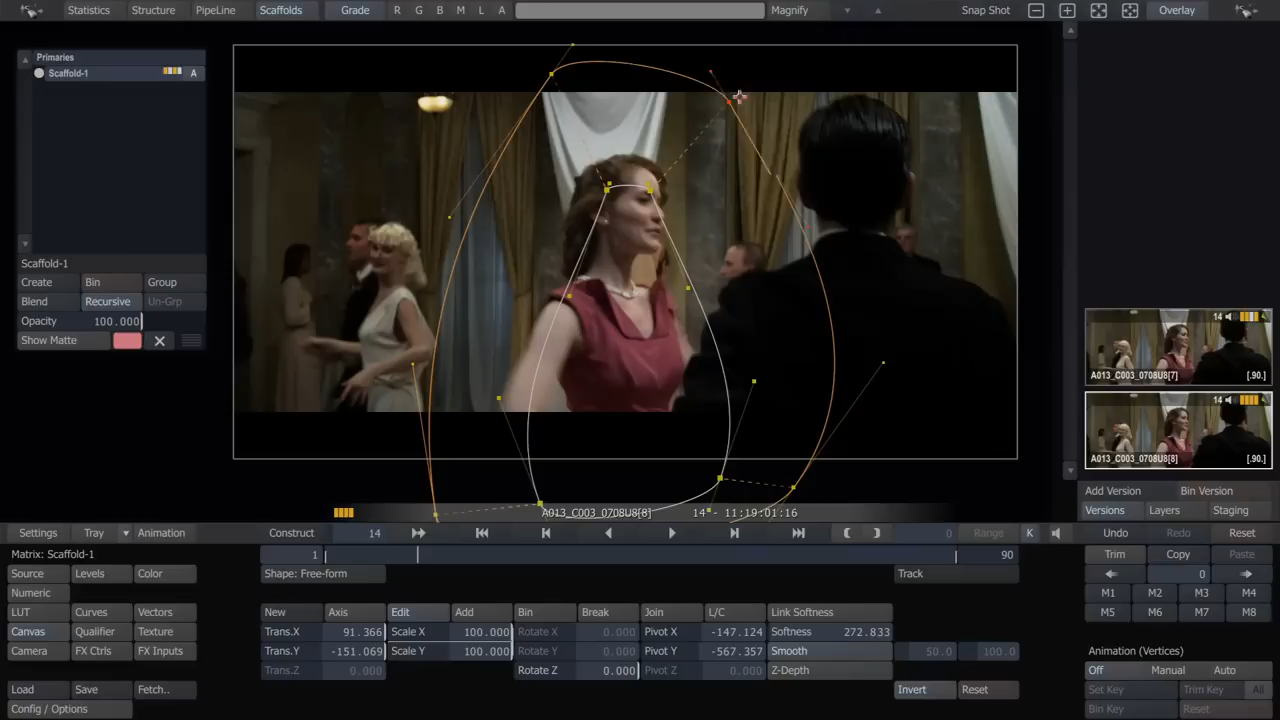 Statistics Structure PipeLine Scaffolds Grade R G B M L A Magnify Snap Shot Overlay
Primaries
Scaffold-1 A
Scaffold-1
Create Bin Group
Blend Recursive Un-Grp
Opacity 100.000
Show Matte
14
A013_C003_0708U8[7] [.90.]
14
A013_C003_0708U8[8] [.90.]
Add Version Bin Version
Versions Layers Staging
A013_C003_0708U8[8] 14 - 11:19:01:16
Settings Tray Animation Construct 14 0 Range K Undo Redo Reset
Matrix: Scaffold-1 1 90 Trim Copy Paste
Source Levels Color Shape: Free-form Track 0
Numeric M1 M2 M3 M4
LUT Curves Vectors New Axis Edit Add Bin Break Join L/C Link Softness M5 M6 M7 M8
Canvas Qualifier Texture Trans.X 91.366 Scale X 100.000 Rotate X 0.000 Pivot X -147.124 Softness 272.833
Camera FX Ctrls FX Inputs Trans.Y -151.069 Scale Y 100.000 Rotate Y 0.000 Pivot Y -567.357 Smooth 50.0 100.0 Animation (Vertices)
Trans.Z 0.000 Rotate Z 0.000 Pivot Z 0.000 Z-Depth Off Manual Auto
Load Save Fetch.. Invert Reset Set Key Trim Key All
Config / Options Bin Key Reset